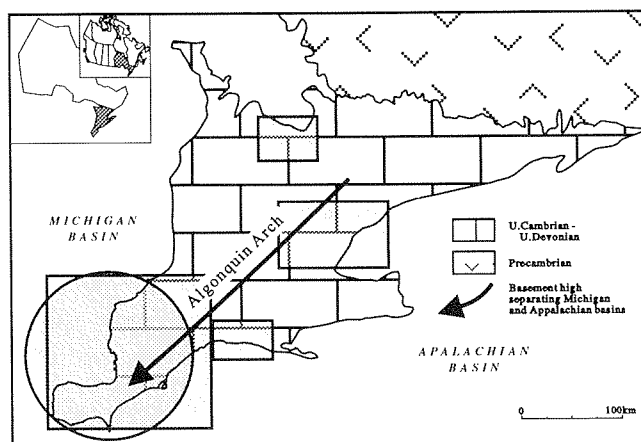 MICHIGAN
BASIN
Algonquin Arch
U.Cambrian -
U.Devonian
Precambrian
Basement high
separating Michigan
and Appalachian basins
APALACHIAN
BASIN
0 100km